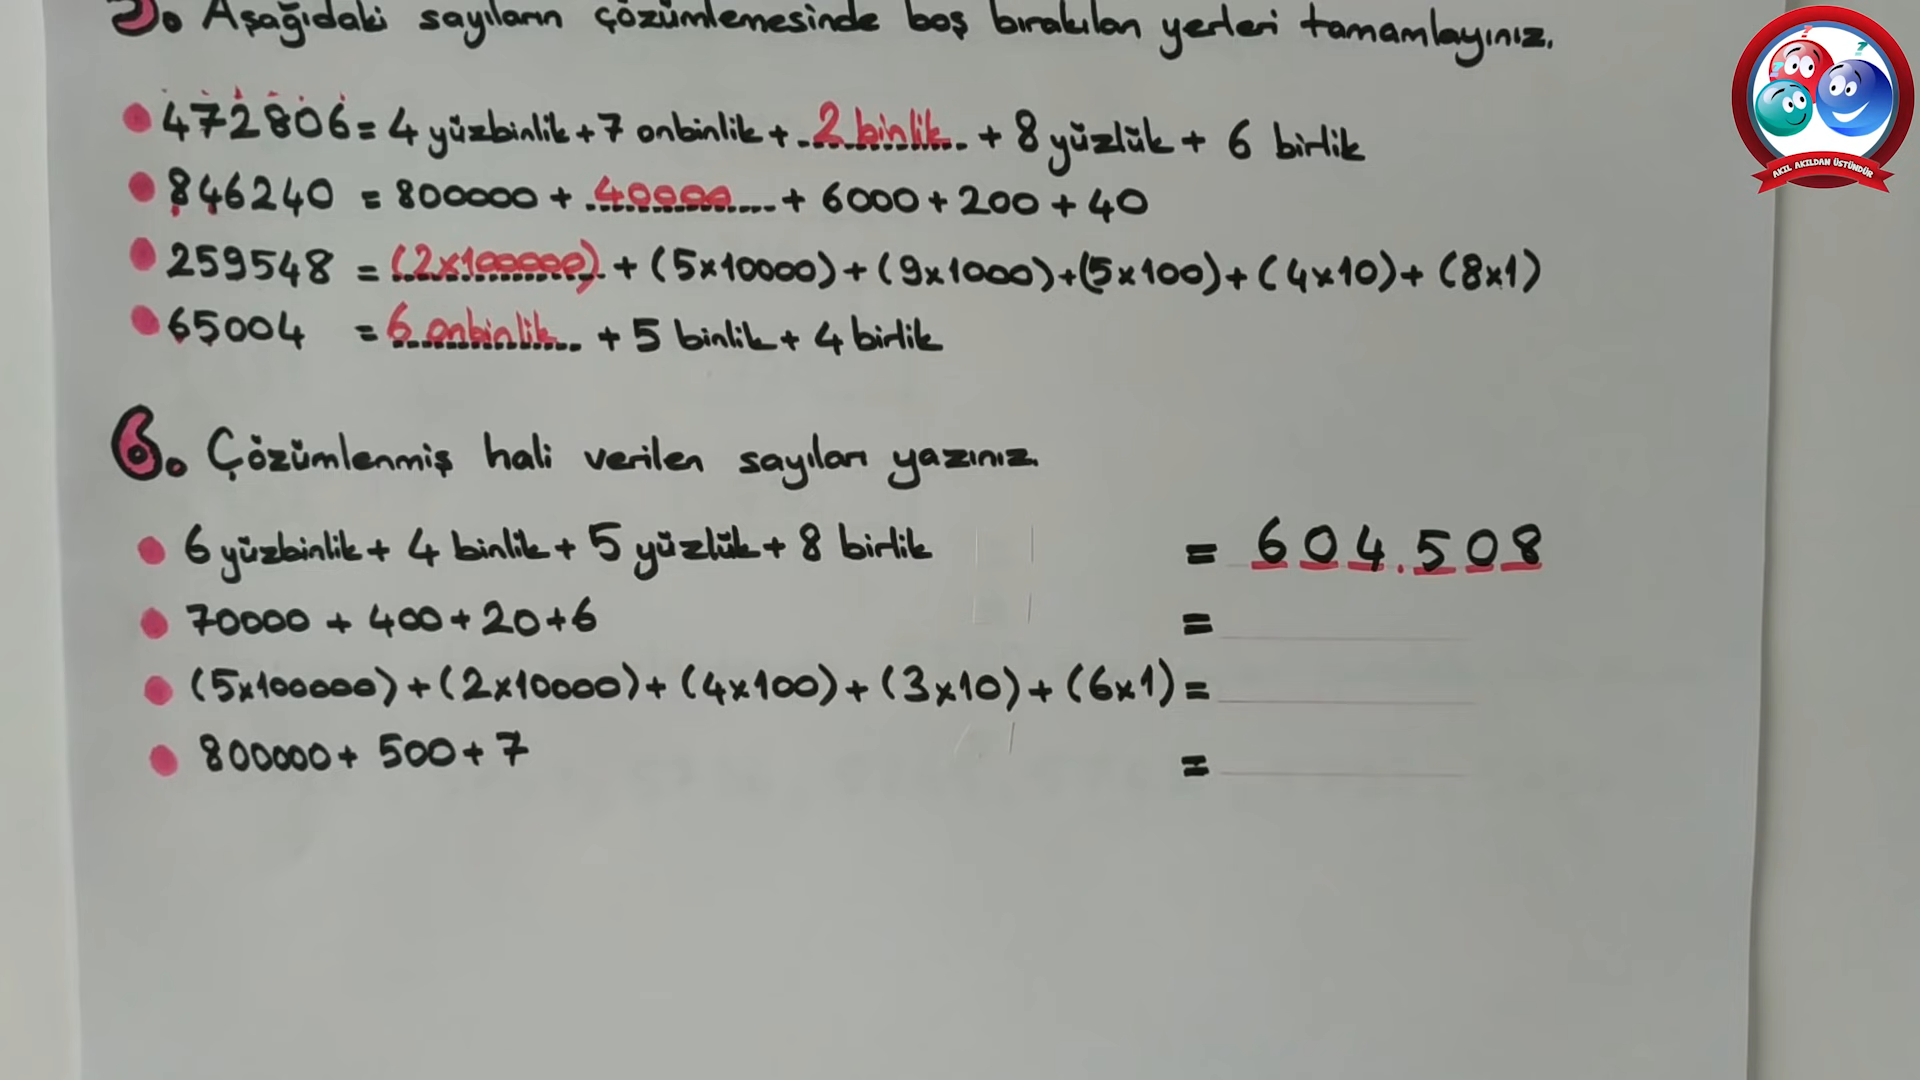 5. Aşağıdaki sayıların çözümlemesinde boş bırakılan yerleri tamamlayınız.
472806 = 4 yüzbinlik + 7 onbinlik + 2 binlik + 8 yüzlük + 6 birlik
846240 = 800000 + 40000 + 6000 + 200 + 40
259548 = (2x100000) + (5x10000) + (9x1000) + (5x100) + (4x10) + (8x1)
65004 = 6 onbinlik + 5 binlik + 4 birlik
6. Çözümlenmiş hali verilen sayıları yazınız.
6 yüzbinlik + 4 binlik + 5 yüzlük + 8 birlik = 604.508
70000 + 400 + 20 + 6 =
(5x100000) + (2x10000) + (4x100) + (3x10) + (6x1) =
800000 + 500 + 7 =
AKIL AKILDAN ÜSTÜNDÜR